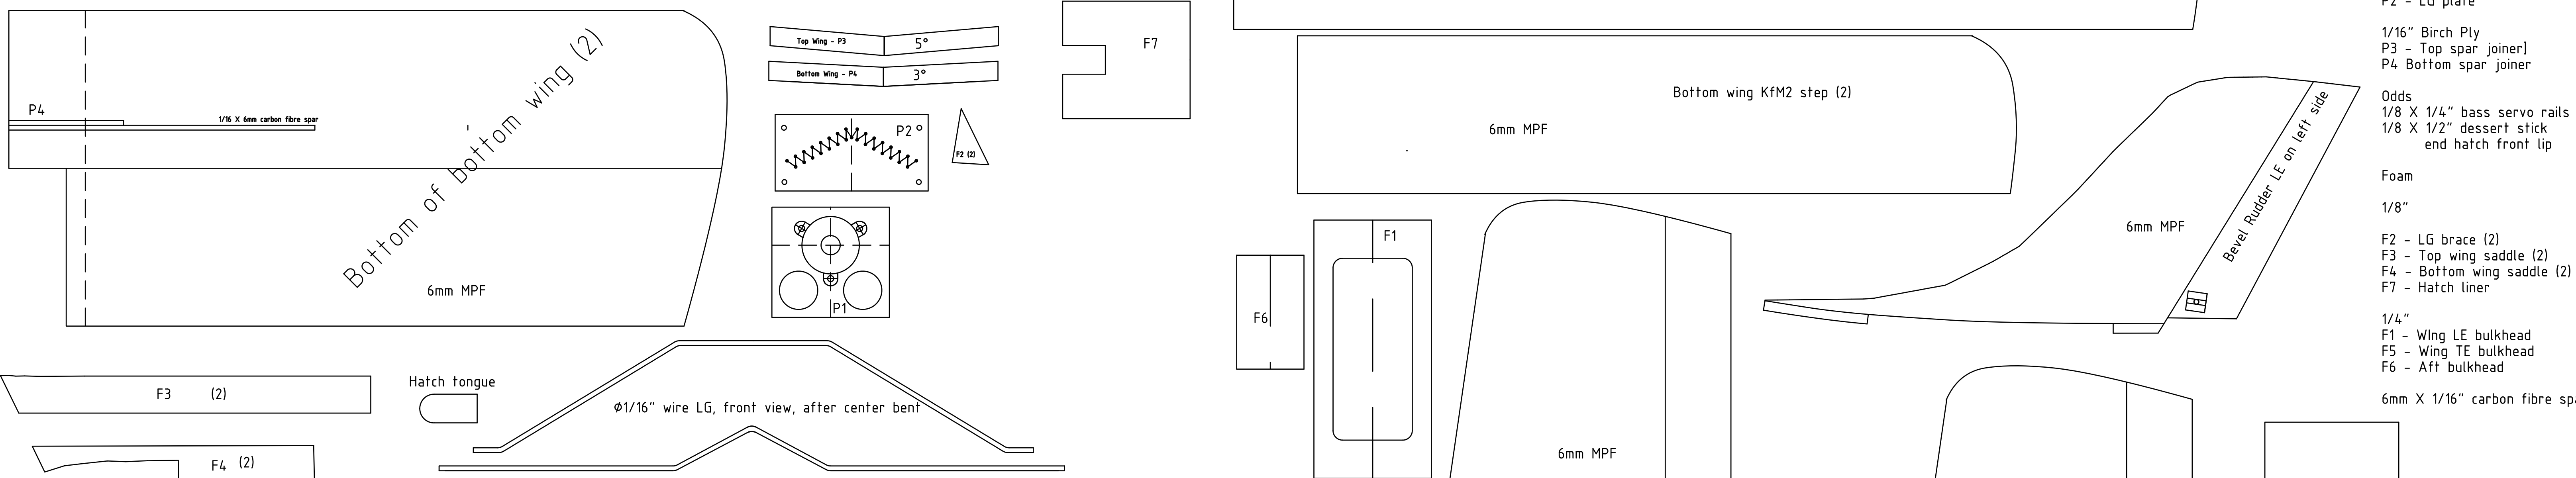 P4
1/16 X 6mm carbon fibre spar
Bottom of bottom wing (2)
6mm MPF
Top Wing - P3
5°
Bottom Wing - P4
3°
P2
F2 (2)
P1
F7
F3 (2)
F4 (2)
Hatch tongue
Ø1/16" wire LG, front view, after center bent
Bottom wing KfM2 step (2)
6mm MPF
F6
F1
6mm MPF
6mm MPF
Bevel Rudder LE on left side
P2 - LG plate
1/16" Birch Ply
P3 - Top spar joiner]
P4 Bottom spar joiner
Odds
1/8 X 1/4" bass servo rails
1/8 X 1/2" dessert stick
end hatch front lip
Foam
1/8"
F2 - LG brace (2)
F3 - Top wing saddle (2)
F4 - Bottom wing saddle (2)
F7 - Hatch liner
1/4"
F1 - WIng LE bulkhead
F5 - Wing TE bulkhead
F6 - Aft bulkhead
6mm X 1/16" carbon fibre